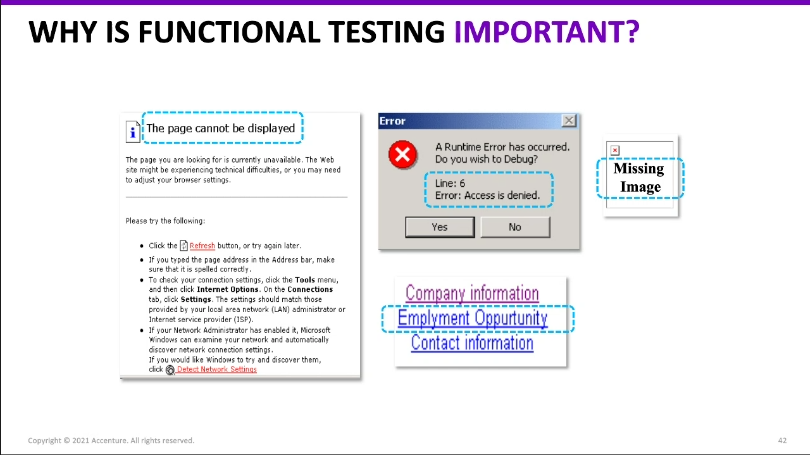 WHY IS FUNCTIONAL TESTING IMPORTANT?
The page cannot be displayed
The page you are looking for is currently unavailable. The Web
site might be experiencing technical difficulties, or you may need
to adjust your browser settings.
Please try the following:
• Click the Refresh button, or try again later.
• If you typed the page address in the Address bar, make
sure that it is spelled correctly.
• To check your connection settings, click the Tools menu,
and then click Internet Options. On the Connections
tab, click Settings. The settings should match those
provided by your local area network (LAN) administrator or
Internet service provider (ISP).
• If your Network Administrator has enabled it, Microsoft
Windows can examine your network and automatically
discover network connection settings.
If you would like Windows to try and discover them,
click Detect Network Settings
Error
A Runtime Error has occurred.
Do you wish to Debug?
Line: 6
Error: Access is denied.
Yes No
Missing
Image
Company information
Emplyment Oppurtunity
Contact information
Copyright © 2021 Accenture. All rights reserved.
42